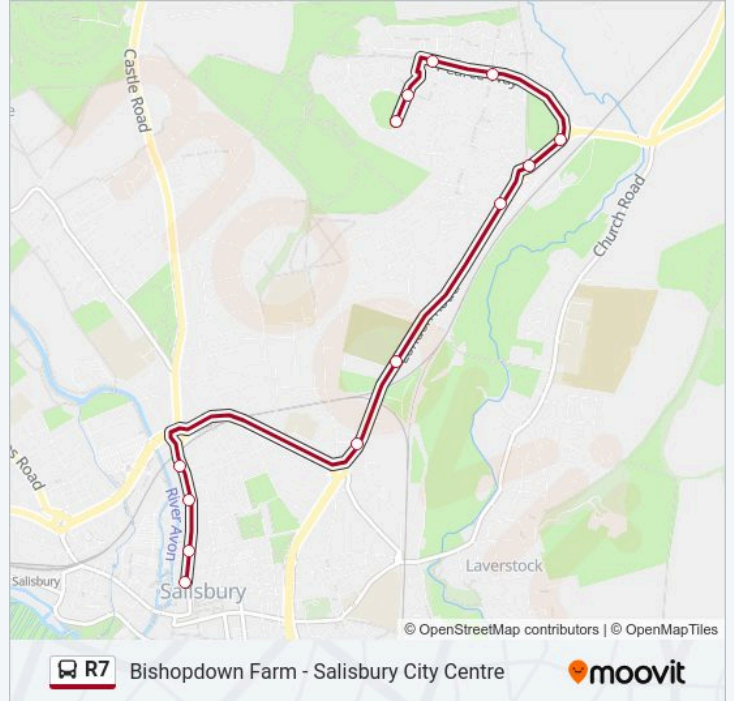 Castle Road
Church Road
River Avon
Laverstock
Salisbury
Salisbury
© OpenStreetMap contributors | © OpenMapTiles
R7
Bishopdown Farm - Salisbury City Centre
moovit